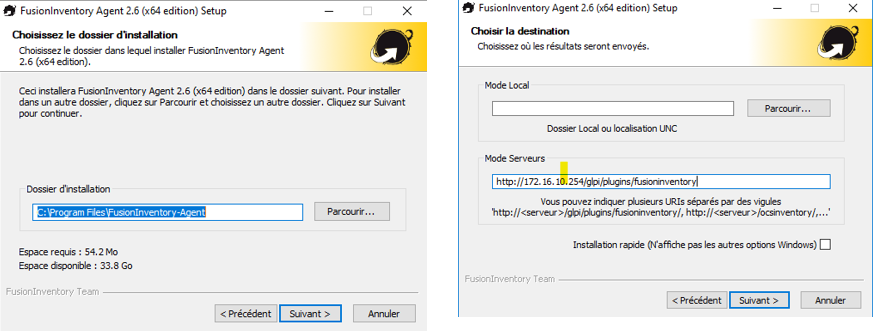 FusionInventory Agent 2.6 (x64 edition) Setup
Choisissez le dossier d'installation
Choisissez le dossier dans lequel installer FusionInventory Agent
2.6 (x64 edition).
Ceci installera FusionInventory Agent 2.6 (x64 edition) dans le dossier suivant. Pour installer
dans un autre dossier, cliquez sur Parcourir et choisissez un autre dossier. Cliquez sur Suivant
pour continuer.
Dossier d'installation
C:\Program Files\FusionInventory-Agent
Parcourir...
Espace requis : 54.2 Mo
Espace disponible : 33.8 Go
FusionInventory Team
< Précédent
Suivant >
Annuler
FusionInventory Agent 2.6 (x64 edition) Setup
Choisir la destination
Choisissez où les résultats seront envoyés.
Mode Local
Parcourir...
Dossier Local ou localisation UNC
Mode Serveurs
http://172.16.10.254/glpi/plugins/fusioninventory
Vous pouvez indiquer plusieurs URIs séparés par des vigules
'http://<serveur>/glpi/plugins/fusioninventory/, http://<serveur>/ocsinventory/,...'
Installation rapide (N'affiche pas les autres options Windows)
FusionInventory Team
< Précédent
Suivant >
Annuler